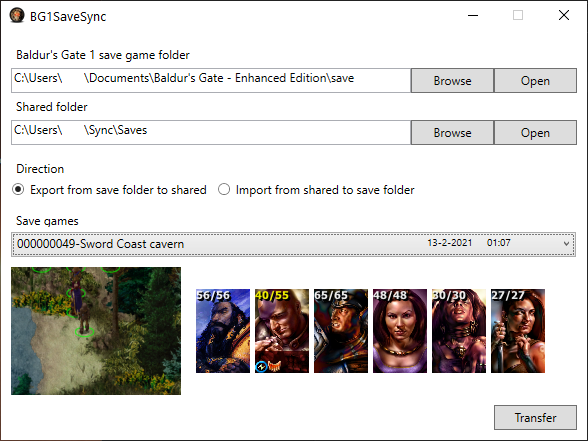 BG1SaveSync
Baldur's Gate 1 save game folder
C:\Users\ \Documents\Baldur's Gate - Enhanced Edition\save
Browse
Open
Shared folder
C:\Users\ \Sync\Saves
Browse
Open
Direction
Export from save folder to shared
Import from shared to save folder
Save games
000000049-Sword Coast cavern 13-2-2021 01:07
56/56 40/55 65/65 48/48 30/30 27/27
Transfer